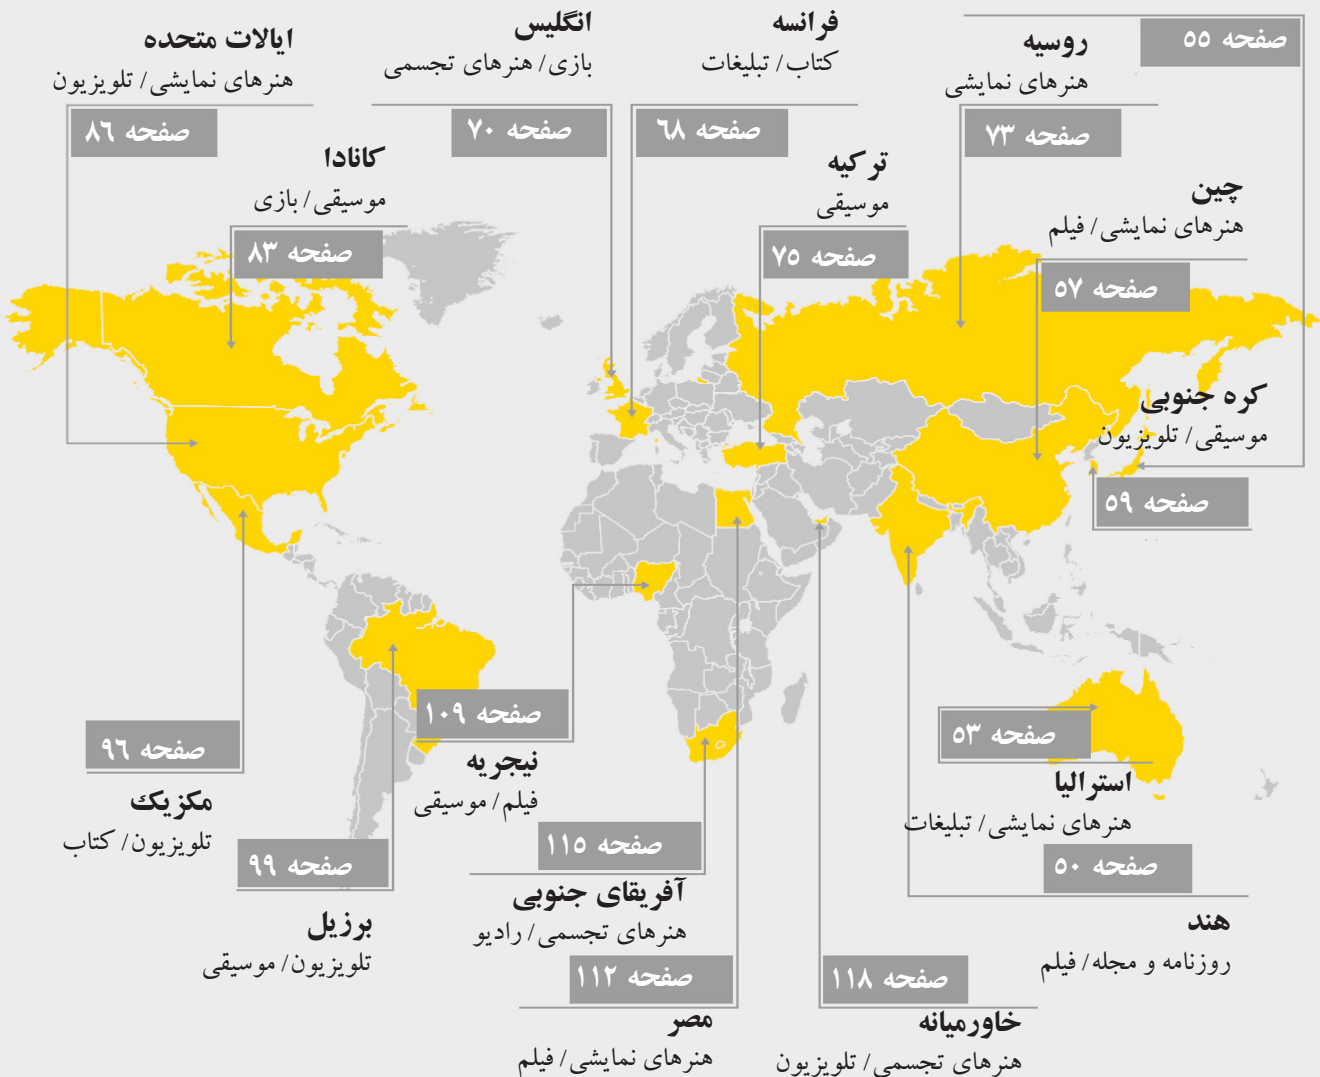 صفحه ۵۵
روسیه
هنرهای نمایشی
صفحه ۷۳
فرانسه
کتاب/ تبلیغات
صفحه ۶۸
انگلیس
بازی/ هنرهای تجسمی
صفحه ۷۰
ایالات متحده
هنرهای نمایشی/ تلویزیون
صفحه ۸۶
کانادا
موسیقی/ بازی
صفحه ۸۳
ترکیه
موسیقی
صفحه ۷۵
چین
هنرهای نمایشی/ فیلم
صفحه ۵۷
کره جنوبی
موسیقی/ تلویزیون
صفحه ۵۹
صفحه ۵۳
استرالیا
هنرهای نمایشی/ تبلیغات
صفحه ۵۰
هند
روزنامه و مجله/ فیلم
صفحه ۱۱۸
خاورمیانه
هنرهای تجسمی/ تلویزیون
صفحه ۱۰۹
نیجریه
فیلم/ موسیقی
صفحه ۱۱۵
آفریقای جنوبی
هنرهای تجسمی/ رادیو
صفحه ۱۱۲
مصر
هنرهای نمایشی/ فیلم
صفحه ۹۶
مکزیک
تلویزیون/ کتاب
صفحه ۹۹
برزیل
تلویزیون/ موسیقی